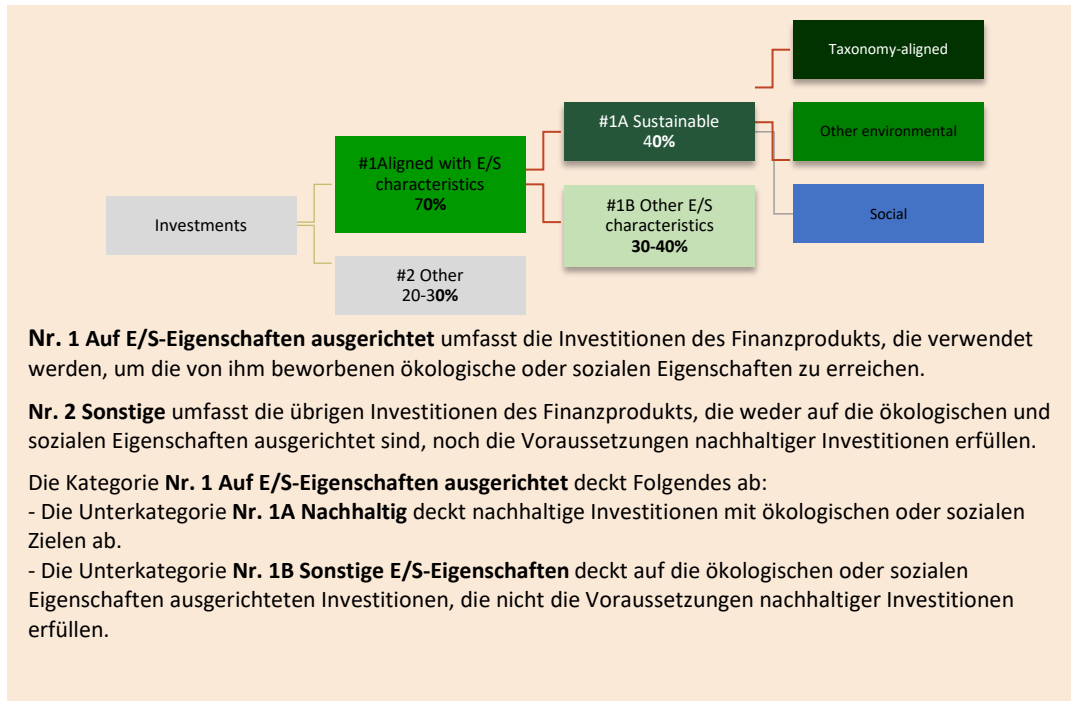 Taxonomy-aligned
#1A Sustainable
40%
Other environmental
#1Aligned with E/S
characteristics
70%
#1B Other E/S
characteristics
30-40%
Social
Investments
#2 Other
20-30%
Nr. 1 Auf E/S-Eigenschaften ausgerichtet umfasst die Investitionen des Finanzprodukts, die verwendet
werden, um die von ihm beworbenen ökologische oder sozialen Eigenschaften zu erreichen.
Nr. 2 Sonstige umfasst die übrigen Investitionen des Finanzprodukts, die weder auf die ökologischen und
sozialen Eigenschaften ausgerichtet sind, noch die Voraussetzungen nachhaltiger Investitionen erfüllen.
Die Kategorie Nr. 1 Auf E/S-Eigenschaften ausgerichtet deckt Folgendes ab:
- Die Unterkategorie Nr. 1A Nachhaltig deckt nachhaltige Investitionen mit ökologischen oder sozialen
Zielen ab.
- Die Unterkategorie Nr. 1B Sonstige E/S-Eigenschaften deckt auf die ökologischen oder sozialen
Eigenschaften ausgerichteten Investitionen, die nicht die Voraussetzungen nachhaltiger Investitionen
erfüllen.